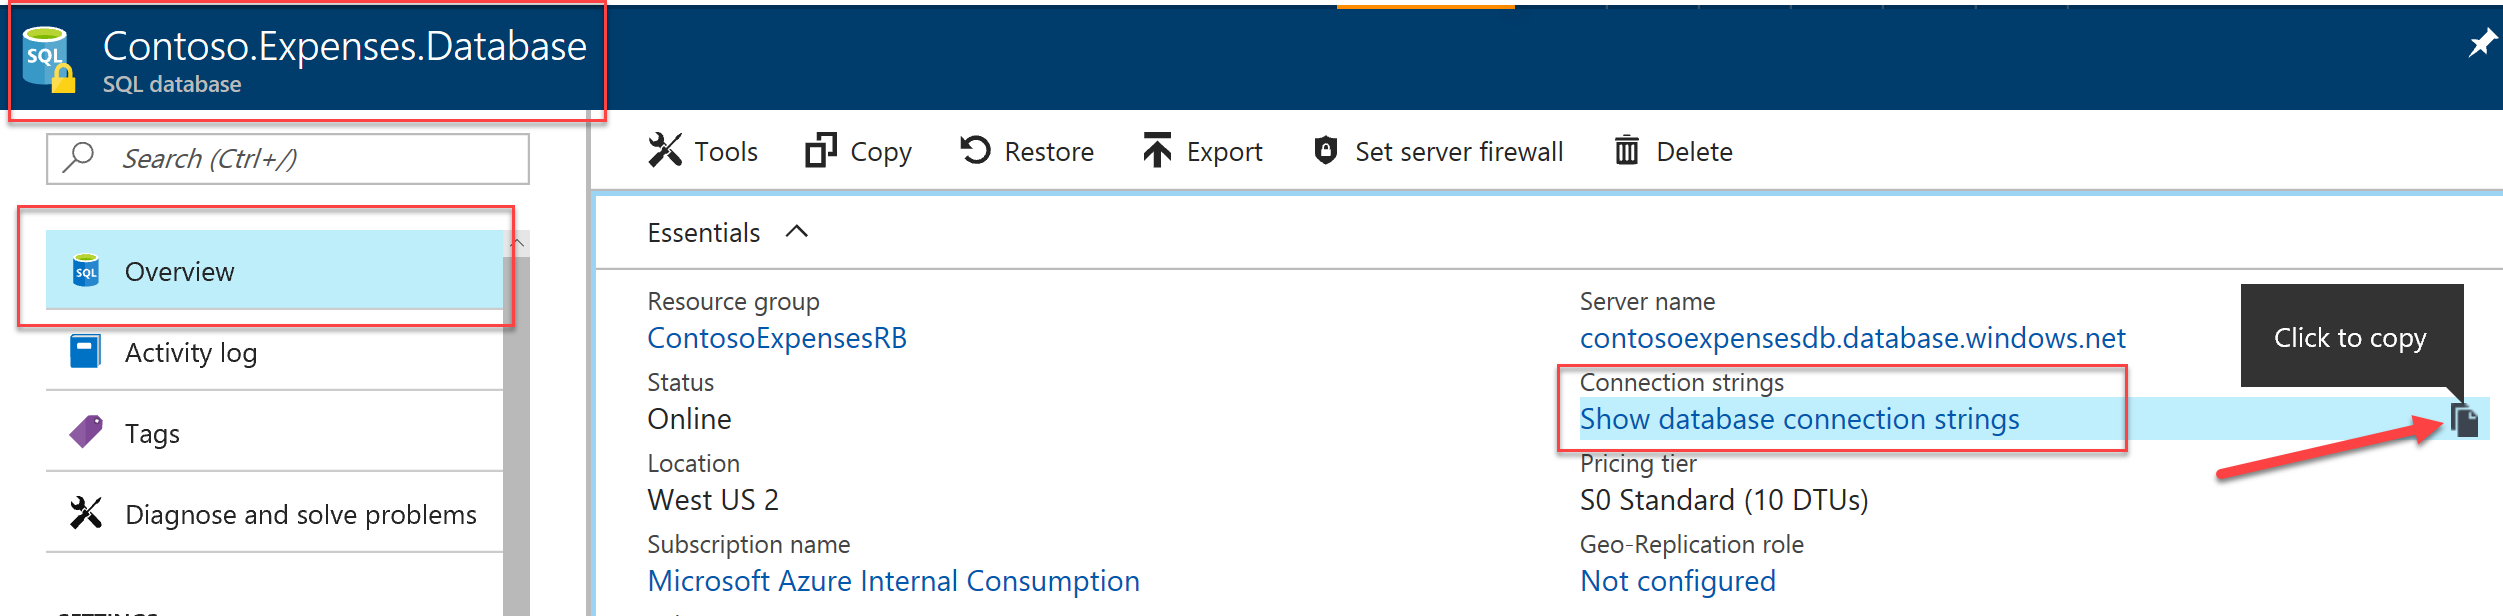 SQL
Contoso.Expenses.Database
SQL database
Search (Ctrl+/)
Tools
Copy
Restore
Export
Set server firewall
Delete
SQL
Overview
Activity log
Tags
Diagnose and solve problems
SETTINGS
Essentials
Resource group
ContosoExpensesRB
Status
Online
Location
West US 2
Subscription name
Microsoft Azure Internal Consumption
Server name
contosoexpensesdb.database.windows.net
Connection strings
Show database connection strings
Click to copy
Pricing tier
S0 Standard (10 DTUs)
Geo-Replication role
Not configured